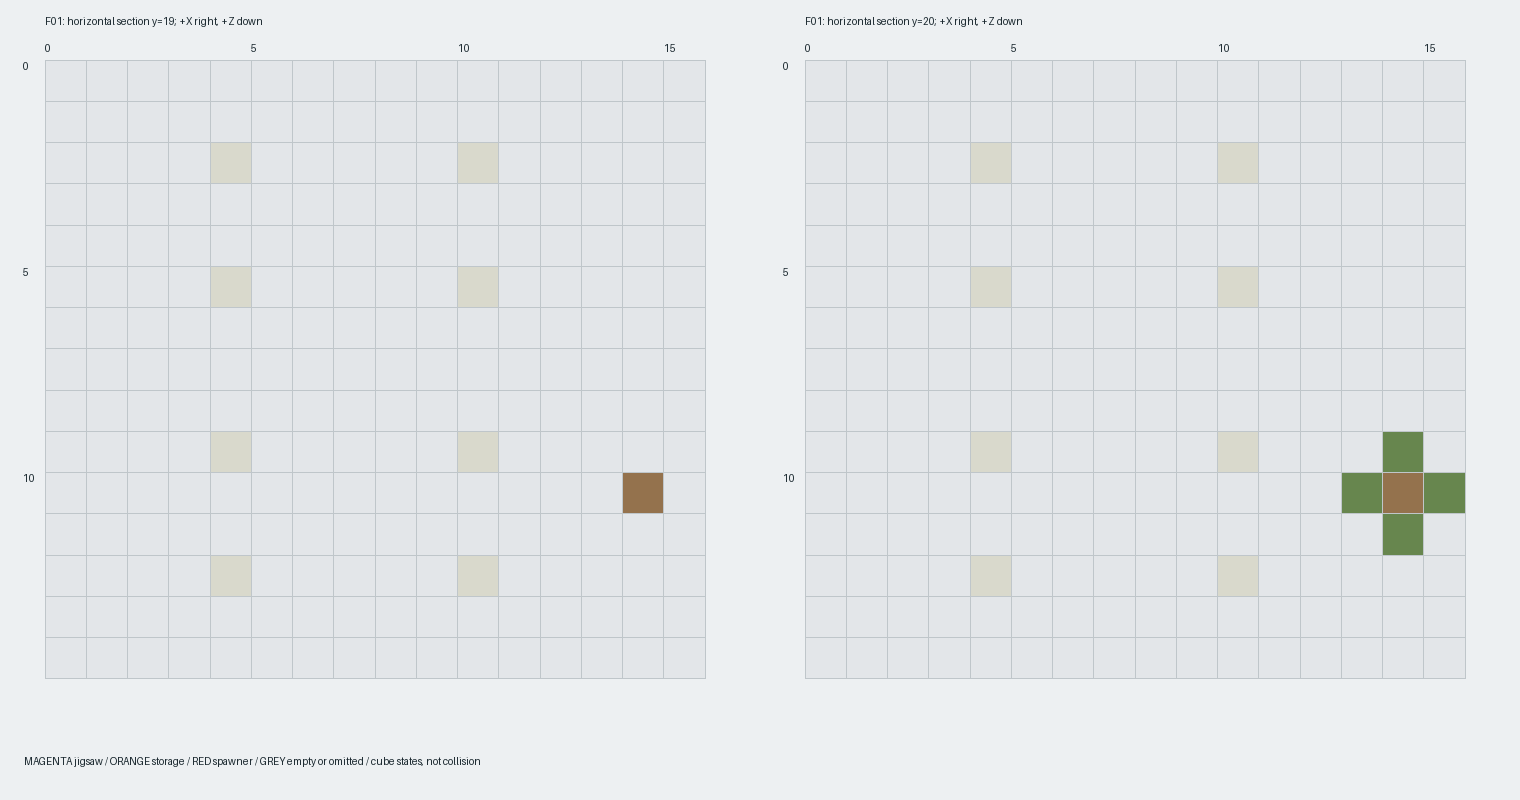 F01: horizontal section y=19; +X right, +Z down
F01: horizontal section y=20; +X right, +Z down
0 5 10 15
0 5 10 15
0
0
5
5
10
10
MAGENTA jigsaw / ORANGE storage / RED spawner / GREY empty or omitted / cube states, not collision